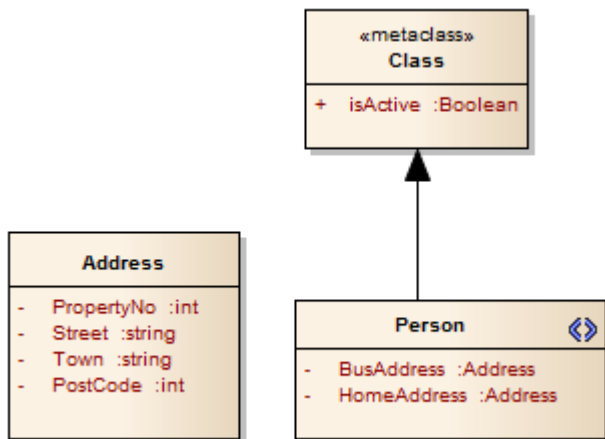 «metaclass»
Class
+ isActive :Boolean
Address
- PropertyNo :int
- Street :string
- Town :string
- PostCode :int
Person
- BusAddress :Address
- HomeAddress :Address